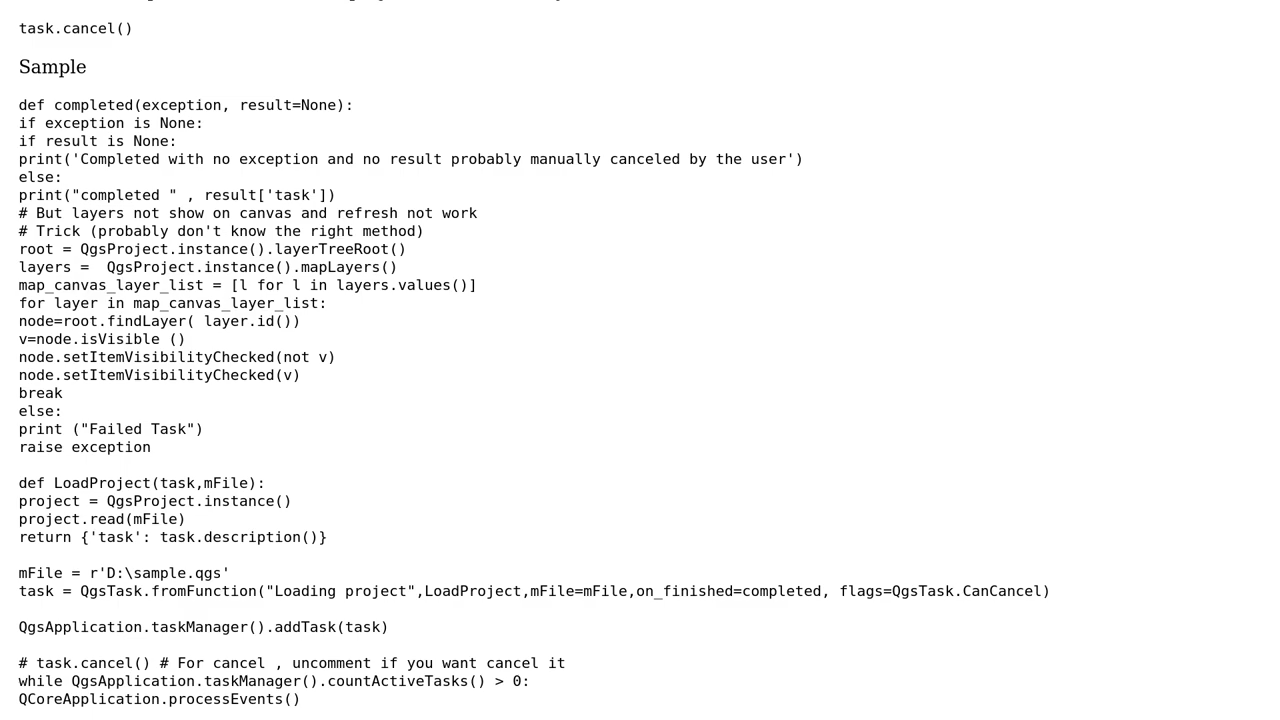 task.cancel()
Sample
def completed(exception, result=None):
if exception is None:
if result is None:
print('Completed with no exception and no result probably manually canceled by the user')
else:
print("completed " , result['task'])
# But layers not show on canvas and refresh not work
# Trick (probably don't know the right method)
root = QgsProject.instance().layerTreeRoot()
layers =  QgsProject.instance().mapLayers()
map_canvas_layer_list = [l for l in layers.values()]
for layer in map_canvas_layer_list:
node=root.findLayer( layer.id())
v=node.isVisible ()
node.setItemVisibilityChecked(not v)
node.setItemVisibilityChecked(v)
break
else:
print ("Failed Task")
raise exception
def LoadProject(task,mFile):
project = QgsProject.instance()
project.read(mFile)
return {'task': task.description()}
mFile = r'D:\sample.qgs'
task = QgsTask.fromFunction("Loading project",LoadProject,mFile=mFile,on_finished=completed, flags=QgsTask.CanCancel)
QgsApplication.taskManager().addTask(task)
# task.cancel() # For cancel , uncomment if you want cancel it
while QgsApplication.taskManager().countActiveTasks() > 0:
QCoreApplication.processEvents()